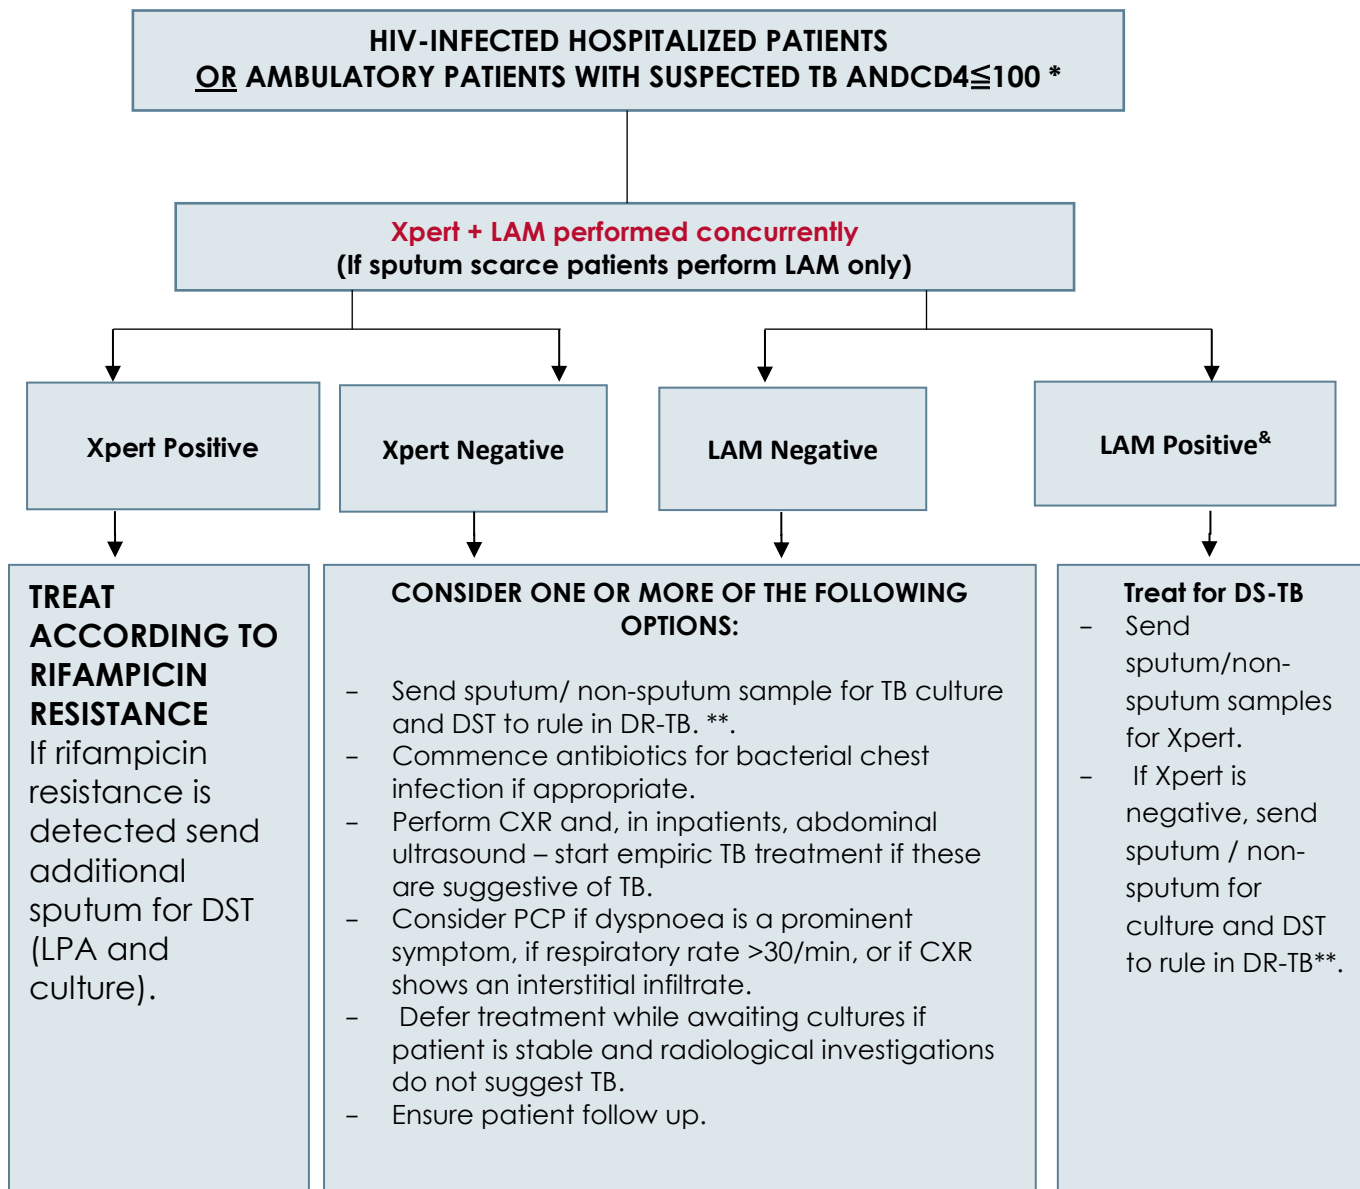 HIV-INFECTED HOSPITALIZED PATIENTS
OR AMBULATORY PATIENTS WITH SUSPECTED TB ANDCD4≦100 *
Xpert + LAM performed concurrently
(If sputum scarce patients perform LAM only)
Xpert Positive
Xpert Negative
LAM Negative
LAM Positive&
TREAT
ACCORDING TO
RIFAMPICIN
RESISTANCE
If rifampicin
resistance is
detected send
additional
sputum for DST
(LPA and
culture).
CONSIDER ONE OR MORE OF THE FOLLOWING
OPTIONS:
- Send sputum/ non-sputum sample for TB culture
and DST to rule in DR-TB. **.
- Commence antibiotics for bacterial chest
infection if appropriate.
- Perform CXR and, in inpatients, abdominal
ultrasound – start empiric TB treatment if these
are suggestive of TB.
- Consider PCP if dyspnoea is a prominent
symptom, if respiratory rate >30/min, or if CXR
shows an interstitial infiltrate.
- Defer treatment while awaiting cultures if
patient is stable and radiological investigations
do not suggest TB.
- Ensure patient follow up.
Treat for DS-TB
- Send
sputum/non-
sputum samples
for Xpert.
- If Xpert is
negative, send
sputum / non-
sputum for
culture and DST
to rule in DR-TB**.